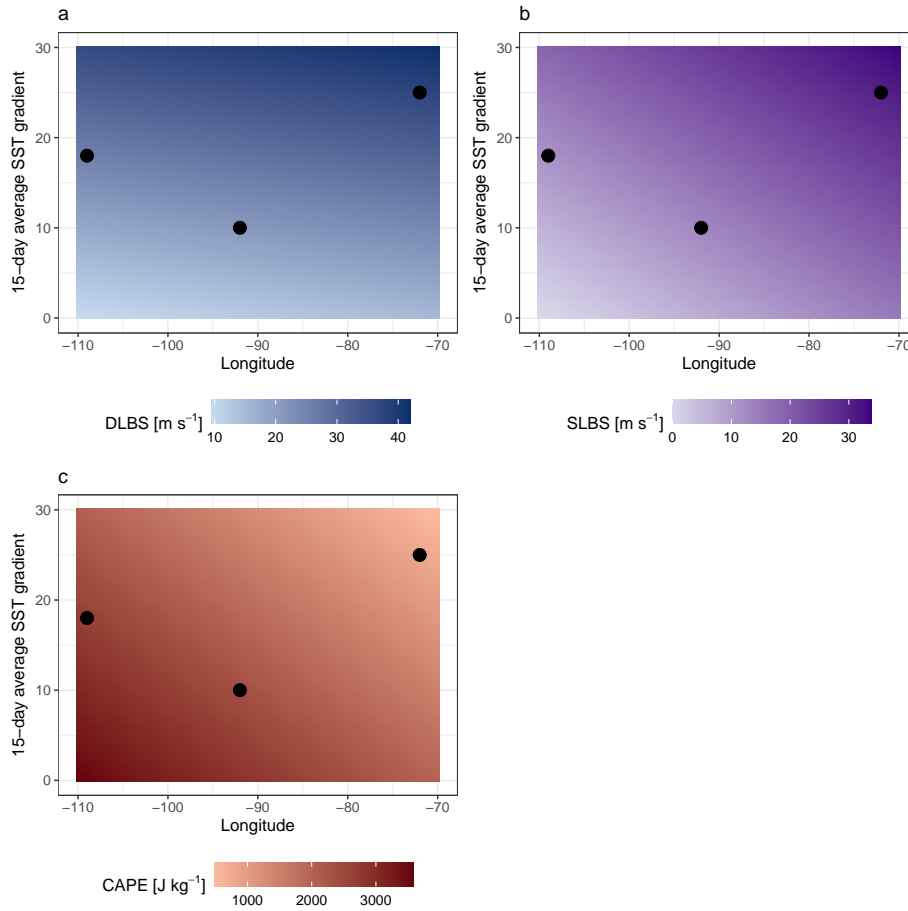 a
15−day average SST gradient
30
20
10
0
−110 −100 −90 −80 −70
Longitude
DLBS [m s⁻¹]
10 20 30 40
b
15−day average SST gradient
30
20
10
0
−110 −100 −90 −80 −70
Longitude
SLBS [m s⁻¹]
0 10 20 30
c
15−day average SST gradient
30
20
10
0
−110 −100 −90 −80 −70
Longitude
CAPE [J kg⁻¹]
1000 2000 3000